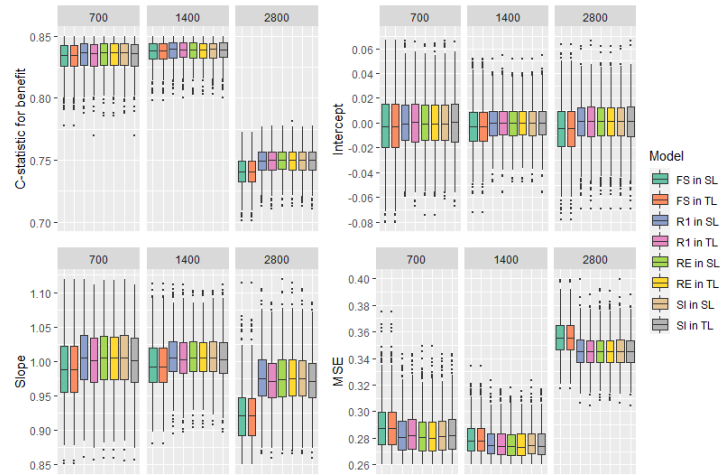 700 1400 2800
C-statistic for benefit
0.85
0.80
0.75
0.70
700 1400 2800
Intercept
0.06
0.04
0.02
0.00
-0.02
-0.04
-0.06
-0.08
700 1400 2800
Slope
1.10
1.05
1.00
0.95
0.90
0.85
700 1400 2800
MSE
0.40
0.38
0.36
0.34
0.32
0.30
0.28
0.26
Model
FS in SL
FS in TL
R1 in SL
R1 in TL
RE in SL
RE in TL
SI in SL
SI in TL